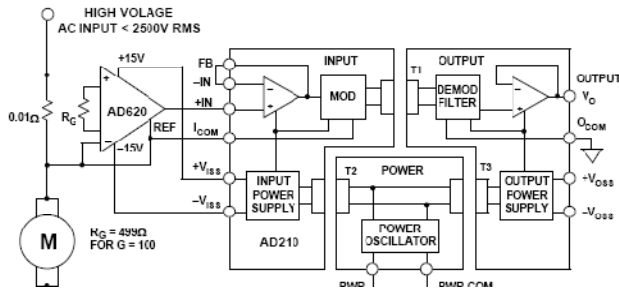 HIGH VOLAGE
AC INPUT < 2500V RMS
+15V
0.01Ω
RG
AD620
REF
–15V
M
RG = 499Ω
FOR G = 100
FB
–IN
+IN
ICOM
+VISS
–VISS
INPUT
MOD
INPUT
POWER
SUPPLY
AD210
T1
T2
POWER
POWER
OSCILLATOR
T3
PWR
PWR COM
OUTPUT
DEMOD
FILTER
OUTPUT
POWER
SUPPLY
OUTPUT
VO
OCOM
+VOSS
–VOSS